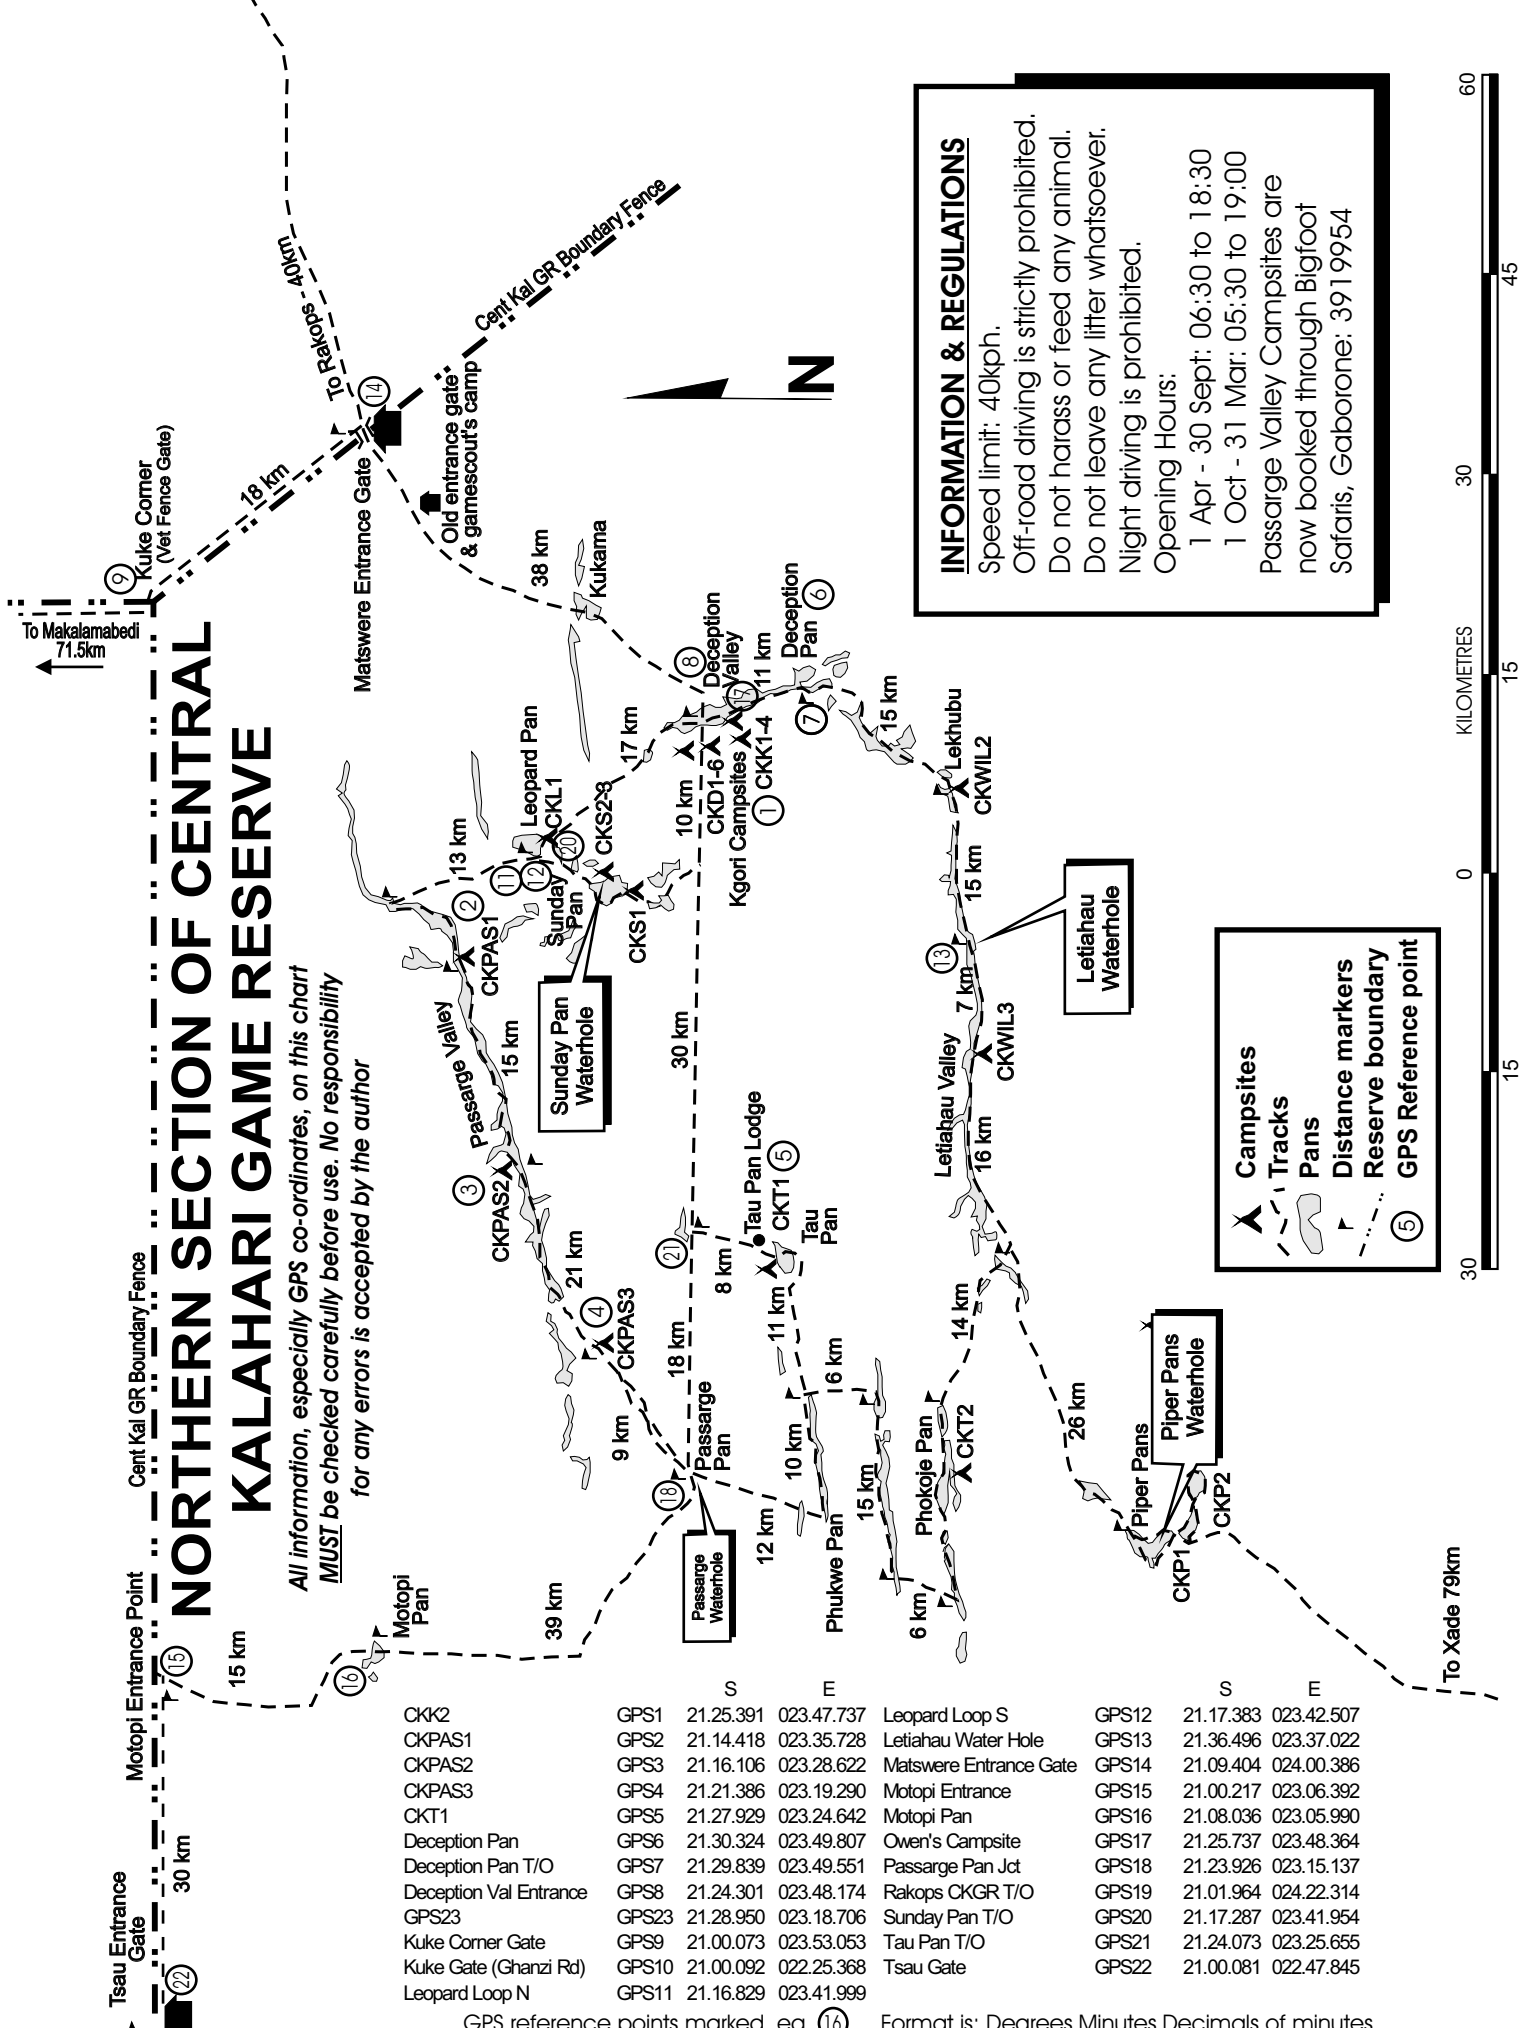 NORTHERN SECTION OF CENTRAL
KALAHARI GAME RESERVE
All information, especially GPS co-ordinates, on this chart
MUST be checked carefully before use. No responsibility
for any errors is accepted by the author
Tsau Entrance
Gate
22
30 km
Motopi Entrance Point
15
15 km
Cent Kal GR Boundary Fence
To Makalamabedi
71.5km
9
Kuke Corner
(Vet Fence Gate)
18 km
Matswere Entrance Gate
14
To Rakops - 40km
Cent Kal GR Boundary Fence
Old entrance gate
& gamescout's camp
38 km
Kukama
16
Motopi
Pan
39 km
Passarge Valley
2
CKPAS1
13 km
15 km
3
CKPAS2
21 km
4
CKPAS3
9 km
11
12
Leopard Pan
CKL1
20
17 km
Sunday
Pan
CKS2-3
CKS1
Sunday Pan
Waterhole
8
Deception
Valley
17
11 km
10 km
CKD1-6
Kgori Campsites
CKK1-4
1
Deception
Pan
6
7
15 km
Lekhubu
CKWIL2
15 km
30 km
21
18 km
18
Passarge
Pan
Passarge
Waterhole
12 km
8 km
Tau Pan Lodge
CKT1
5
Tau
Pan
11 km
10 km
Phukwe Pan
16 km
15 km
6 km
Phokoje Pan
CKT2
14 km
Letiahau Valley
16 km
CKWIL3
7 km
13
Letiahau
Waterhole
26 km
Piper Pans
Piper Pans
Waterhole
CKP1
CKP2
To Xade 79km
N
INFORMATION & REGULATIONS
Speed limit: 40kph.
Off-road driving is strictly prohibited.
Do not harass or feed any animal.
Do not leave any litter whatsoever.
Night driving is prohibited.
Opening Hours:
1 Apr - 30 Sept: 06:30 to 18:30
1 Oct - 31 Mar: 05:30 to 19:00
Passarge Valley Campsites are
now booked through Bigfoot
Safaris, Gaborone: 3919954
Campsites
Tracks
Pans
Distance markers
Reserve boundary
5 GPS Reference point
KILOMETRES
30 15 0 15 30 45 60
S E S E
CKK2 GPS1 21.25.391 023.47.737 Leopard Loop S GPS12 21.17.383 023.42.507
CKPAS1 GPS2 21.14.418 023.35.728 Letiahau Water Hole GPS13 21.36.496 023.37.022
CKPAS2 GPS3 21.16.106 023.28.622 Matswere Entrance Gate GPS14 21.09.404 024.00.386
CKPAS3 GPS4 21.21.386 023.19.290 Motopi Entrance GPS15 21.00.217 023.06.392
CKT1 GPS5 21.27.929 023.24.642 Motopi Pan GPS16 21.08.036 023.05.990
Deception Pan GPS6 21.30.324 023.49.807 Owen's Campsite GPS17 21.25.737 023.48.364
Deception Pan T/O GPS7 21.29.839 023.49.551 Passarge Pan Jct GPS18 21.23.926 023.15.137
Deception Val Entrance GPS8 21.24.301 023.48.174 Rakops CKGR T/O GPS19 21.01.964 024.22.314
GPS23 GPS23 21.28.950 023.18.706 Sunday Pan T/O GPS20 21.17.287 023.41.954
Kuke Corner Gate GPS9 21.00.073 023.53.053 Tau Pan T/O GPS21 21.24.073 023.25.655
Kuke Gate (Ghanzi Rd) GPS10 21.00.092 022.25.368 Tsau Gate GPS22 21.00.081 022.47.845
Leopard Loop N GPS11 21.16.829 023.41.999
GPS reference points marked, eg. 16 Format is: Degrees Minutes Decimals of minutes